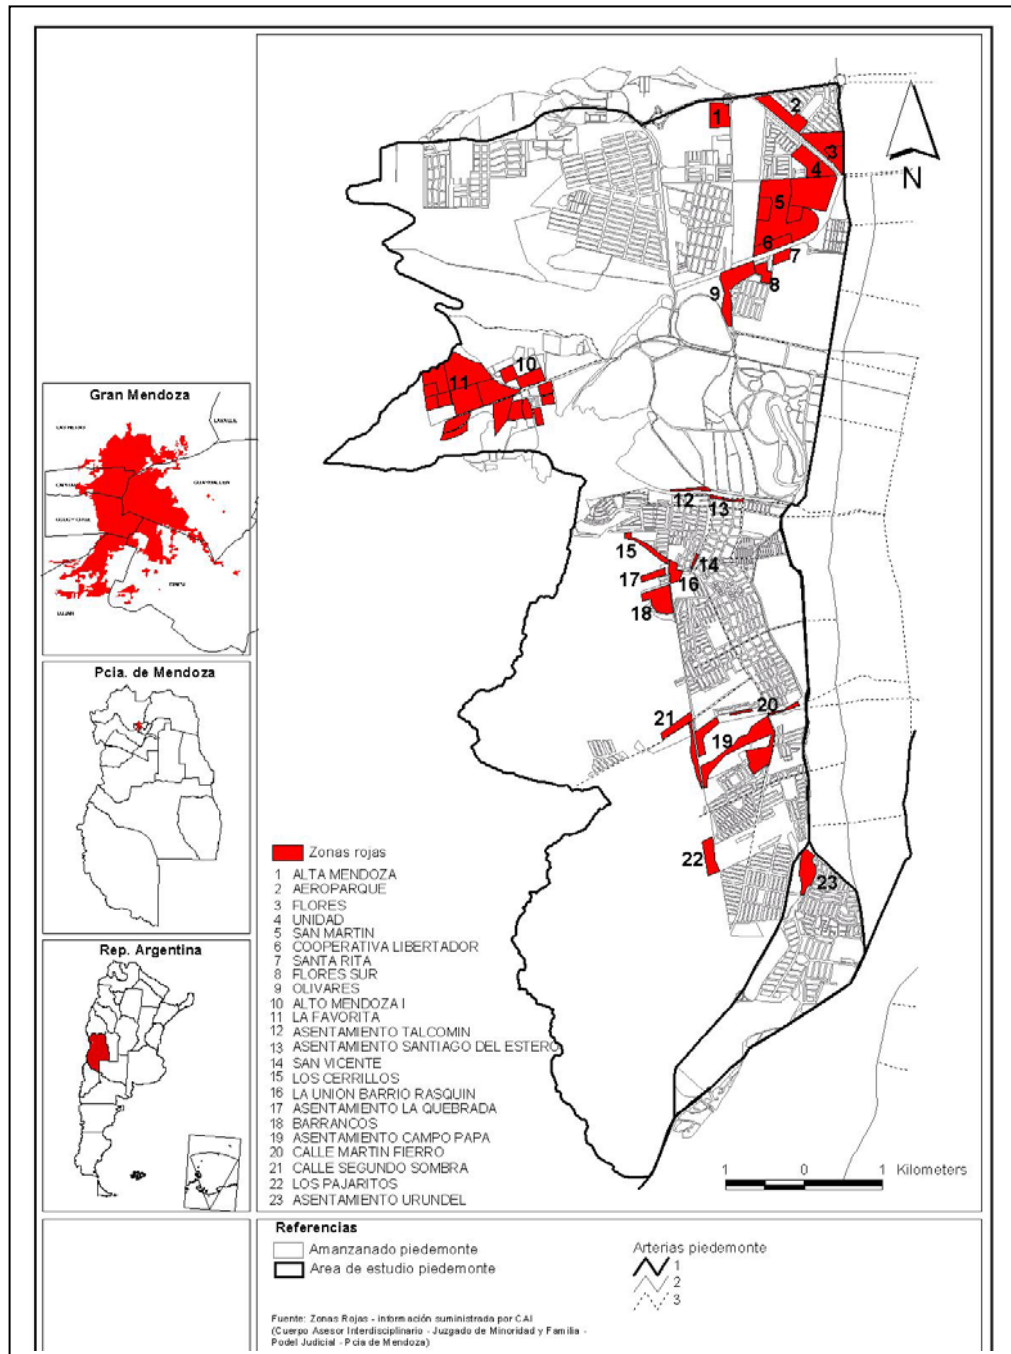 1
2
3
4
5
6
7
8
9
N
10
11
Gran Mendoza
LUJAN
12
13
14
15
16
17
18
Pcia. de Mendoza
21
20
19
22
23
Zonas rojas
1 ALTA MENDOZA
2 AEROPARQUE
3 FLORES
4 UNIDAD
5 SAN MARTIN
6 COOPERATIVA LIBERTADOR
7 SANTA RITA
8 FLORES SUR
9 OLIVARES
10 ALTO MENDOZA I
11 LA FAVORITA
12 ASENTAMIENTO TALCOMIN
13 ASENTAMIENTO SANTIAGO DEL ESTERO
14 SAN VICENTE
15 LOS CERRILLOS
16 LA UNION BARRIO RASQUIN
17 ASENTAMIENTO LA QUEBRADA
18 BARRANCOS
19 ASENTAMIENTO CAMPO PAPA
20 CALLE MARTIN FIERRO
21 CALLE SEGUNDO SOMBRA
22 LOS PAJARITOS
23 ASENTAMIENTO URUNDEL
Rep. Argentina
1 0 1 Kilometers
Referencias
Amanzanado piedemonte
Area de estudio piedemonte
Arterias piedemonte
1
2
3
Fuente: Zonas Rojas - información suministrada por CAI
(Cuerpo Asesor Interdisciplinario - Juzgado de Minoridad y Familia -
Podel Judicial - Pcia de Mendoza)